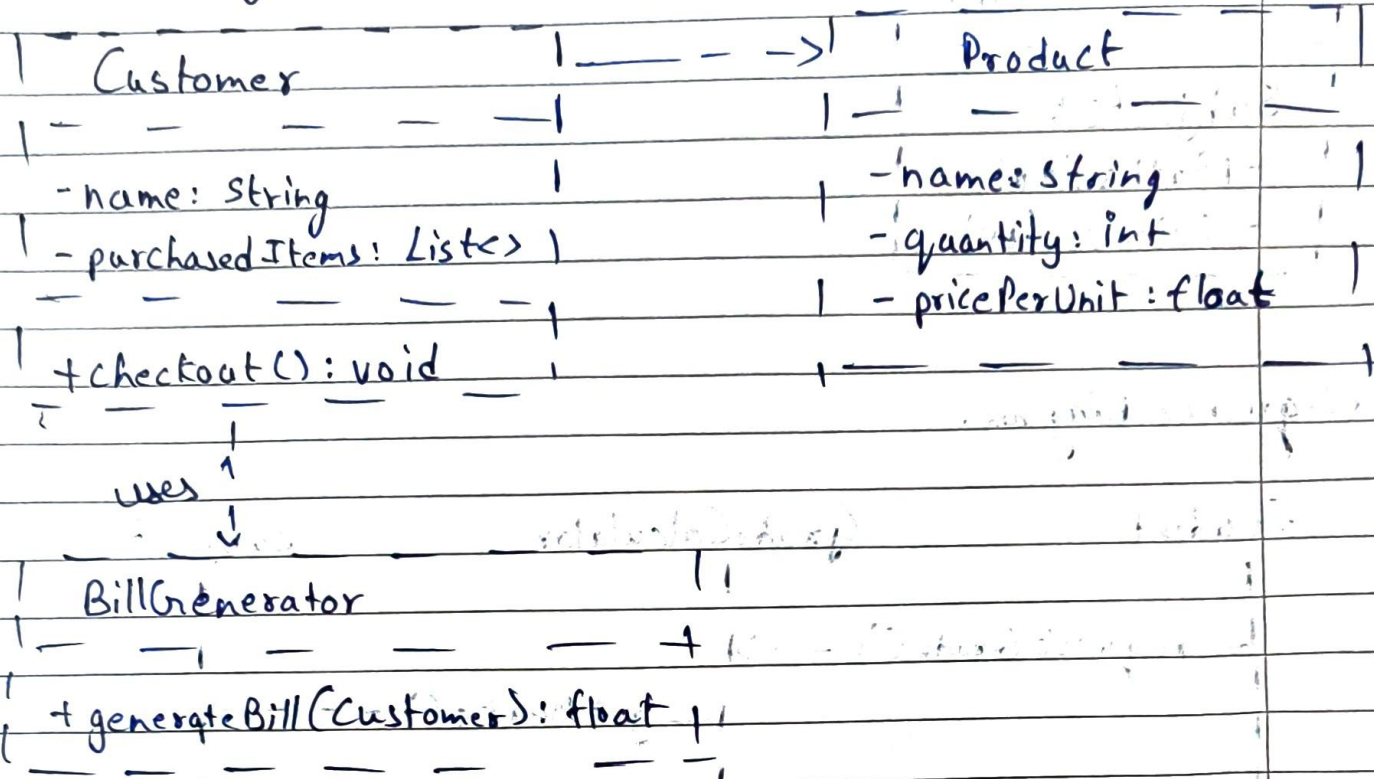 Customer
- name: String
- purchasedItems: List<>
+ checkout(): void
Product
- name: string
- quantity: int
- pricePerUnit: float
uses
BillGenerator
+ generateBill(Customer): float